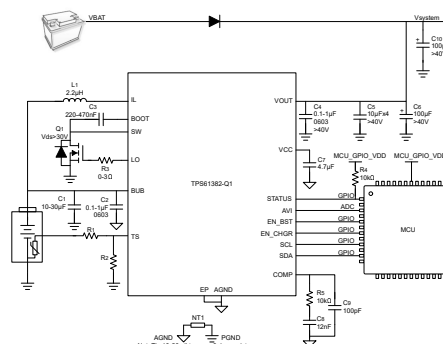 VBAT
Vsystem
C10
100µ
>40V
L1
2.2µH
C3
220-470nF
IL
BOOT
SW
Q1
Vds>30V
LO
R3
0-3Ω
BUB
C1
10-30µF
C2
0.1-1µF
0603
R1
TS
R2
TPS61382-Q1
VOUT
C4
0.1-1µF
0603
>40V
C5
10µFx4
>40V
C6
100µF
>40V
VCC
C7
4.7µF
MCU_GPIO_VDD
MCU_GPIO_VDD
R4
10kΩ
STATUS
GPIO
AVI
ADC
EN_BST
GPIO
EN_CHGR
GPIO
SCL
GPIO
SDA
GPIO
MCU
COMP
R5
10kΩ
C8
12nF
C9
100pF
EP AGND
NT1
AGND
PGND